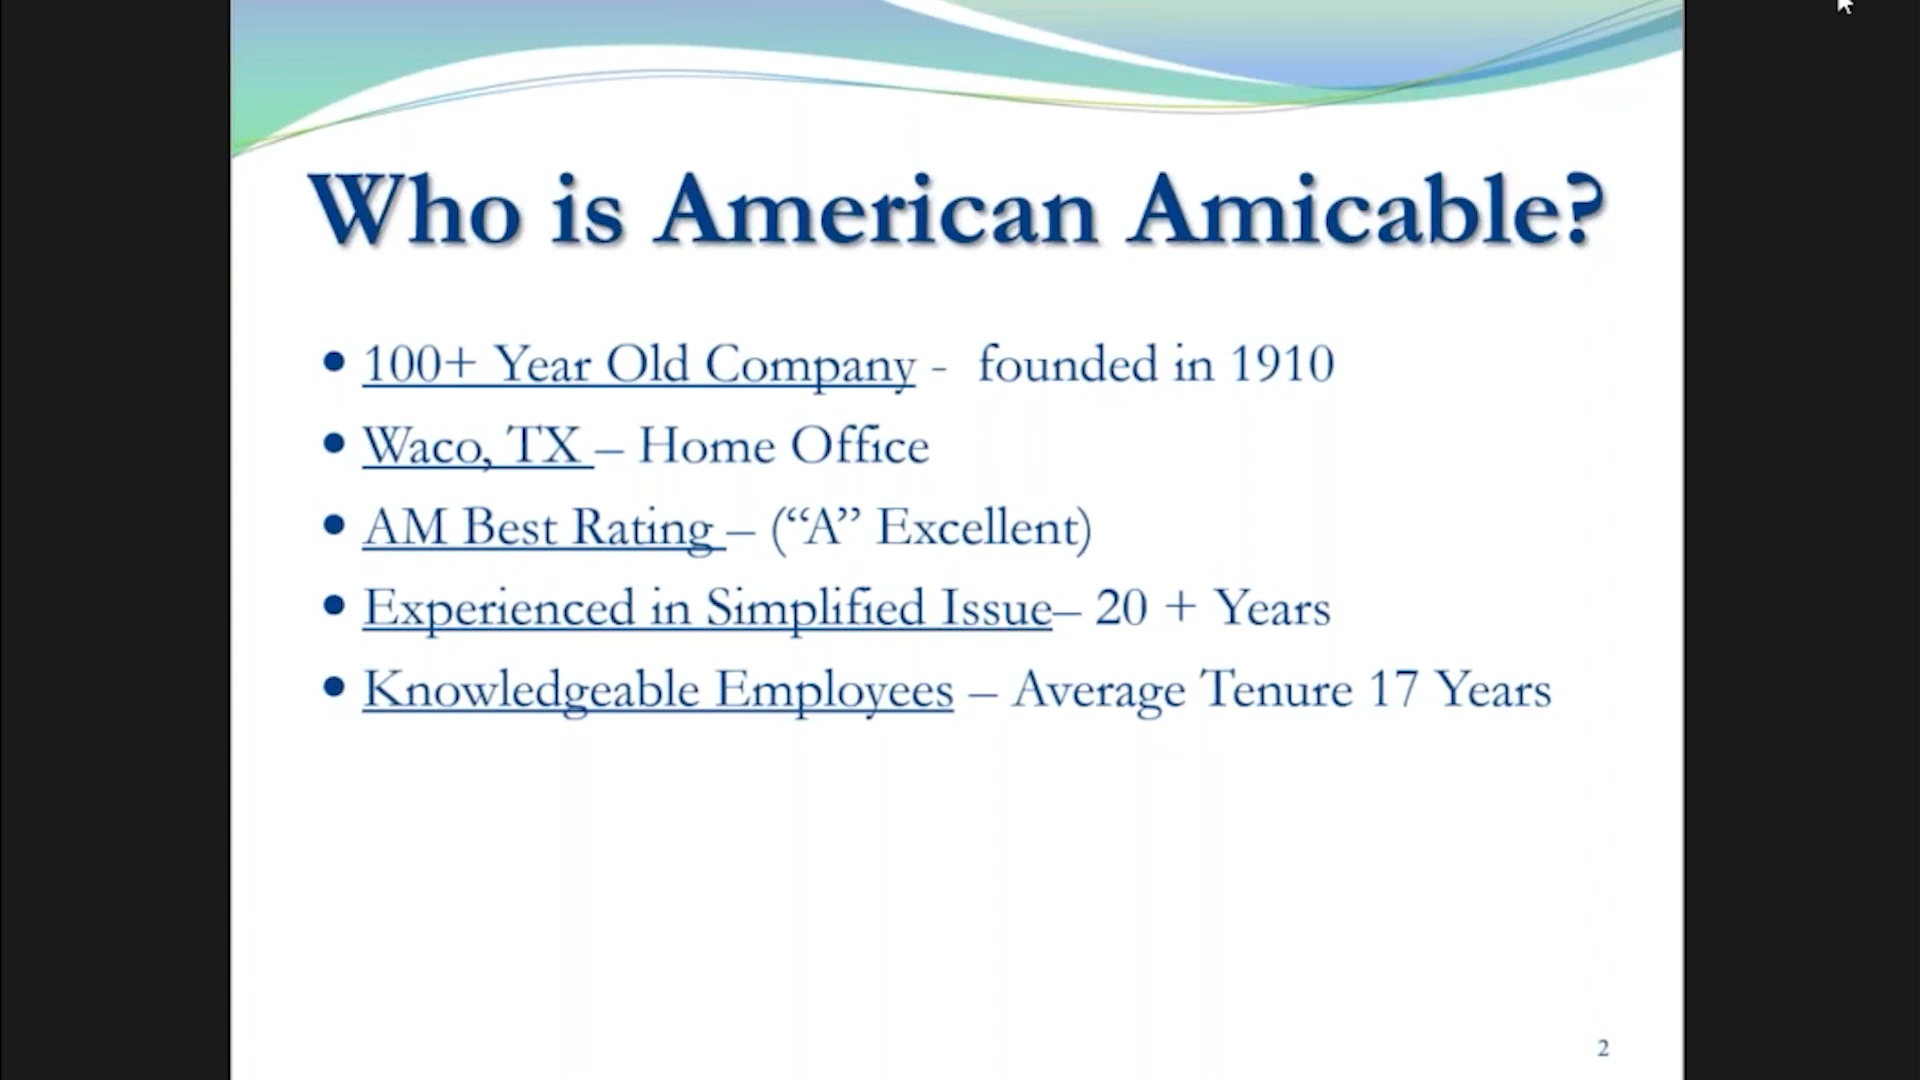 Who is American Amicable?
• 100+ Year Old Company -  founded in 1910
• Waco, TX – Home Office
• AM Best Rating – (“A” Excellent)
• Experienced in Simplified Issue– 20 + Years
• Knowledgeable Employees – Average Tenure 17 Years
2